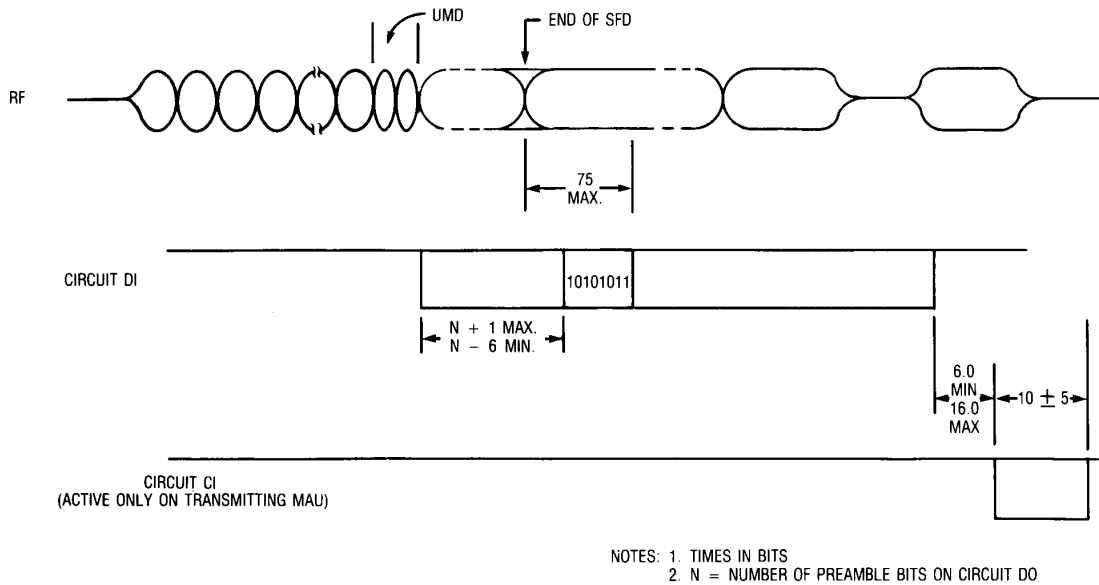 UMD
END OF SFD
RF
75
MAX.
CIRCUIT DI
10101011
N + 1 MAX.
N − 6 MIN.
6.0
MIN
16.0
MAX
10 ± 5
CIRCUIT CI
(ACTIVE ONLY ON TRANSMITTING MAU)
NOTES: 1. TIMES IN BITS
2. N = NUMBER OF PREAMBLE BITS ON CIRCUIT DO